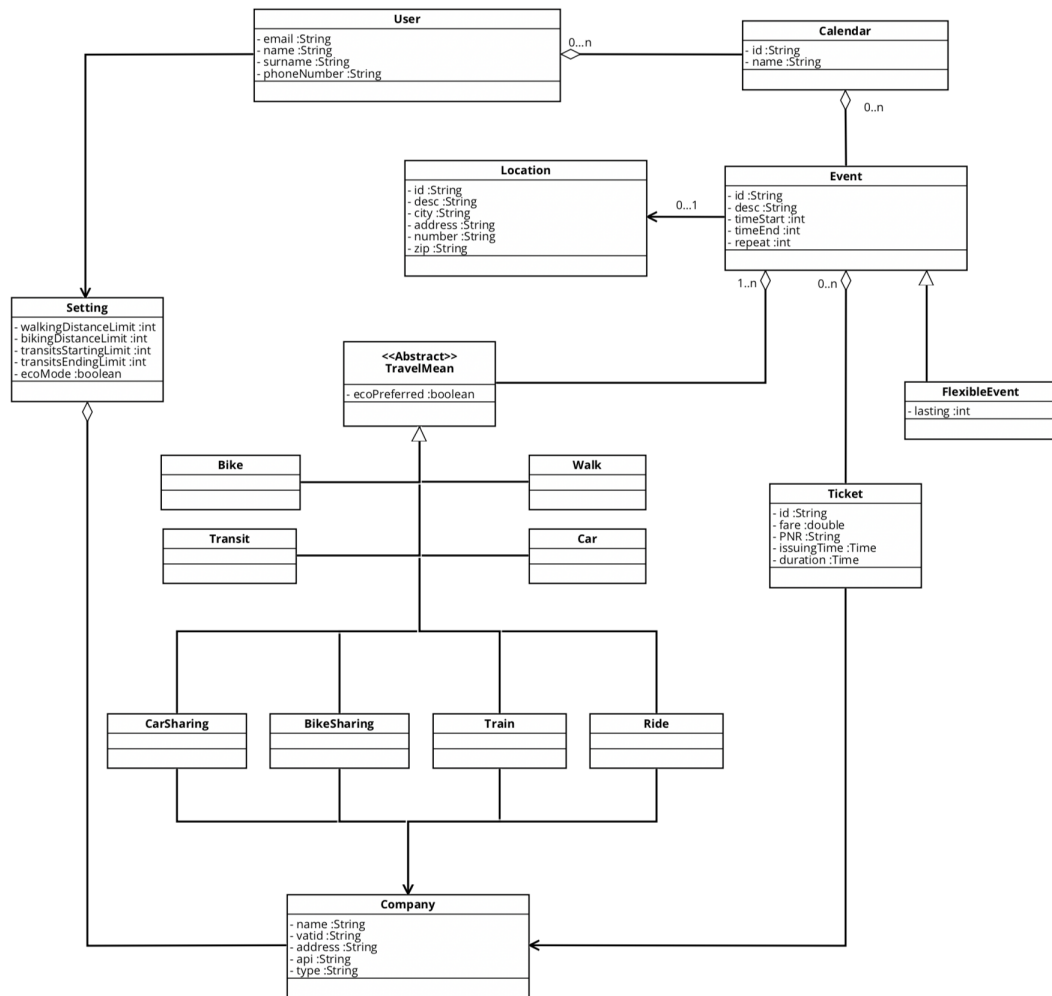 User
- email :String
- name :String
- surname :String
- phoneNumber :String
0...n
Calendar
- id :String
- name :String
0..n
Location
- id :String
- desc :String
- city :String
- address :String
- number :String
- zip :String
0...1
Event
- id :String
- desc :String
- timeStart :int
- timeEnd :int
- repeat :int
1..n
0..n
Setting
- walkingDistanceLimit :int
- bikingDistanceLimit :int
- transitsStartingLimit :int
- transitsEndingLimit :int
- ecoMode :boolean
<<Abstract>>
TravelMean
- ecoPreferred :boolean
FlexibleEvent
- lasting :int
Bike
Walk
Ticket
- id :String
- fare :double
- PNR :String
- issuingTime :Time
- duration :Time
Transit
Car
CarSharing
BikeSharing
Train
Ride
Company
- name :String
- vatid :String
- address :String
- api :String
- type :String